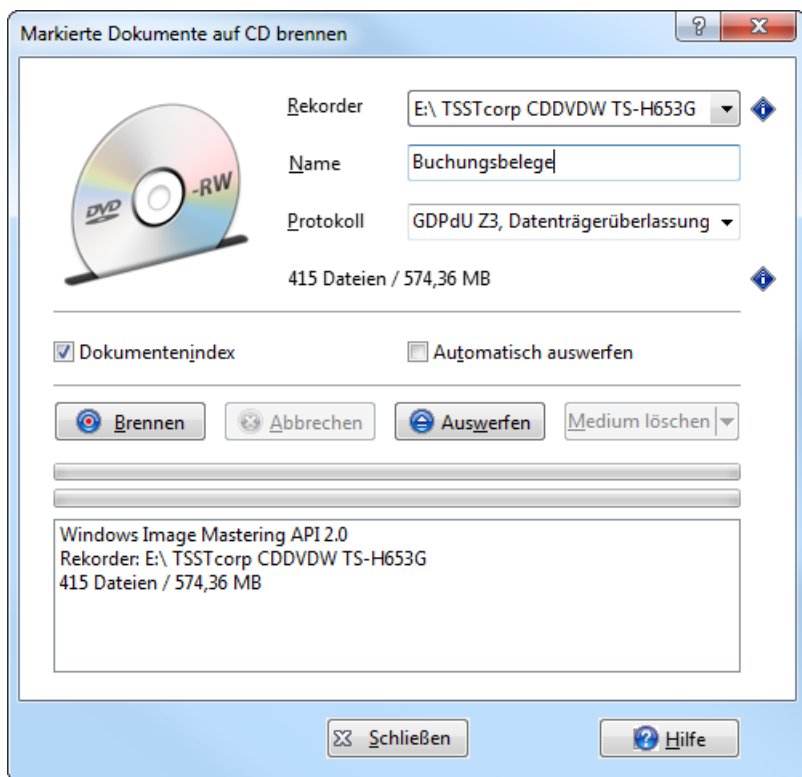 Markierte Dokumente auf CD brennen
DVD -RW
Rekorder E:\ TSSTcorp CDDVDW TS-H653G
Name Buchungsbelege
Protokoll GDPdU Z3, Datenträgerüberlassung
415 Dateien / 574,36 MB
Dokumentenindex Automatisch auswerfen
Brennen Abbrechen Auswerfen Medium löschen
Windows Image Mastering API 2.0
Rekorder: E:\ TSSTcorp CDDVDW TS-H653G
415 Dateien / 574,36 MB
Schließen Hilfe